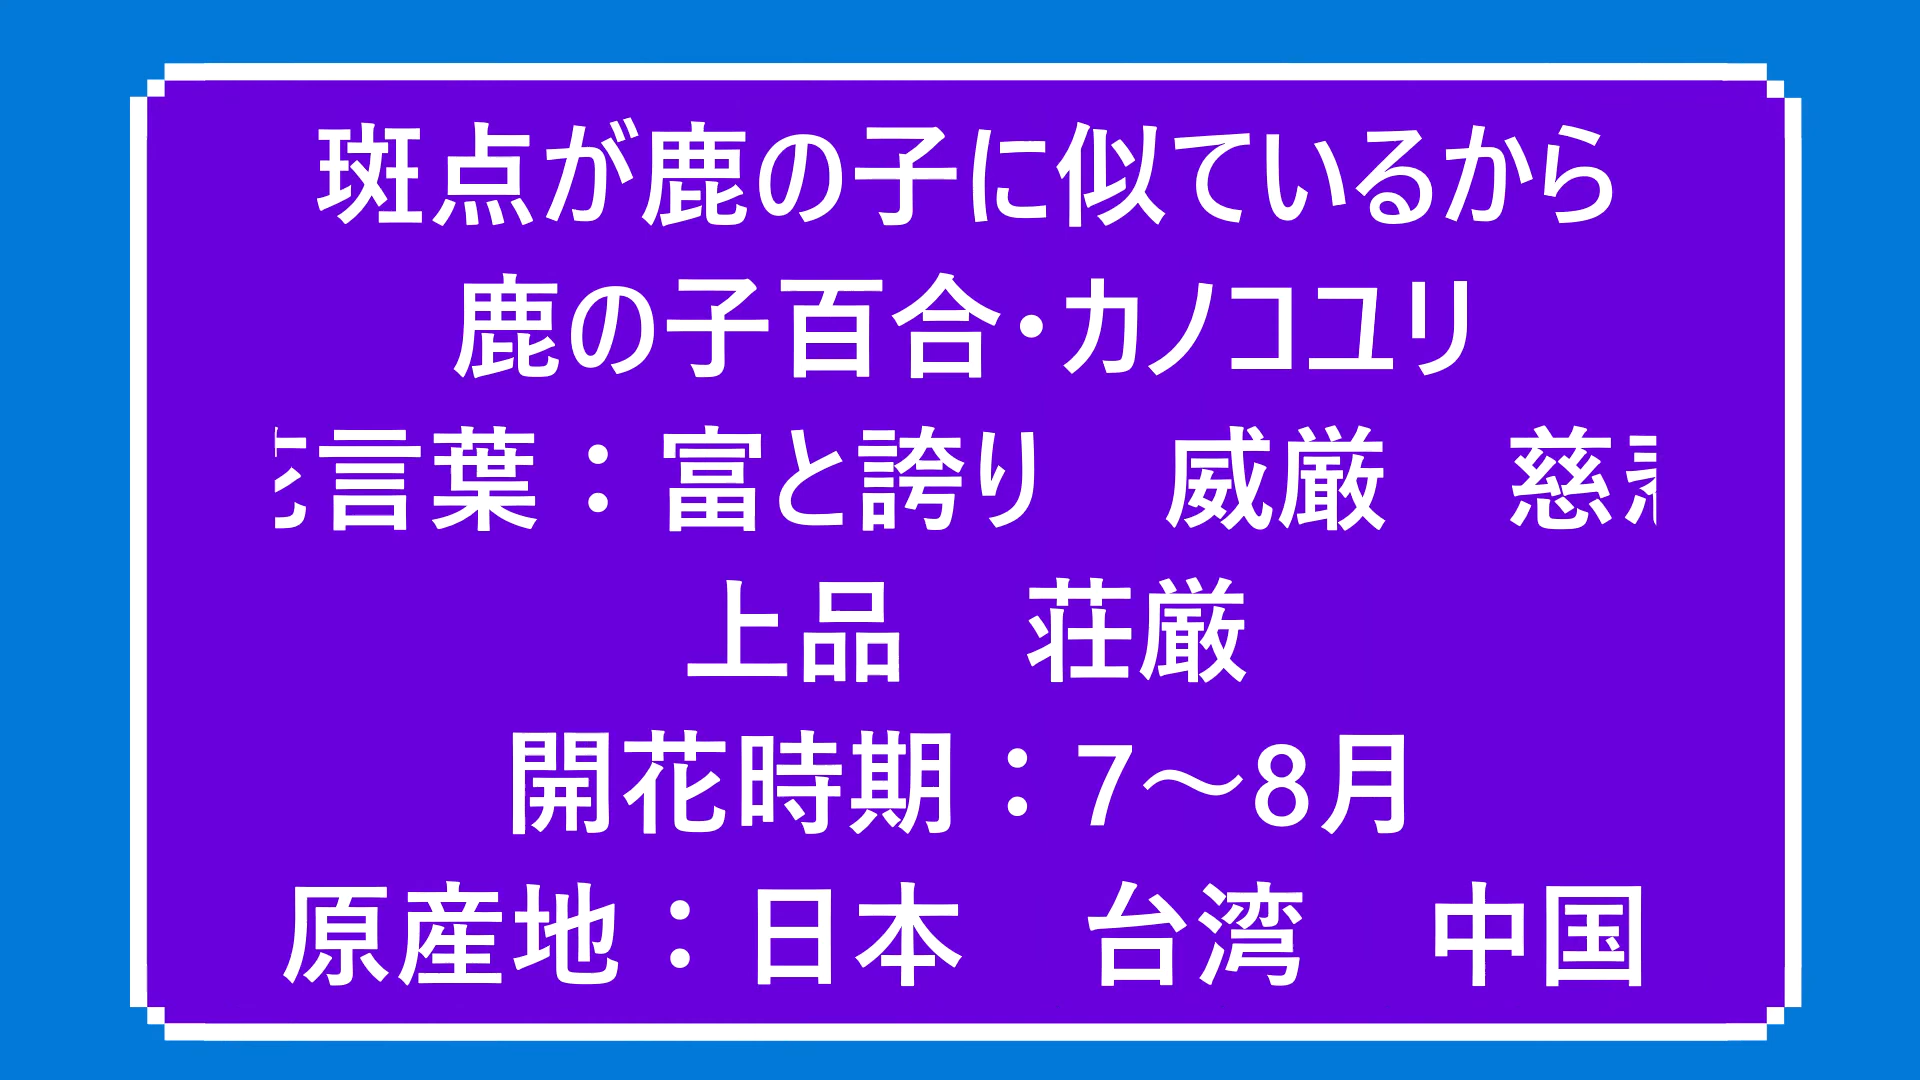 斑点が鹿の子に似ているから
鹿の子百合・カノコユリ
言葉：富と誇り　威厳　慈
上品　荘厳
開花時期：7～8月
原産地：日本　台湾　中国